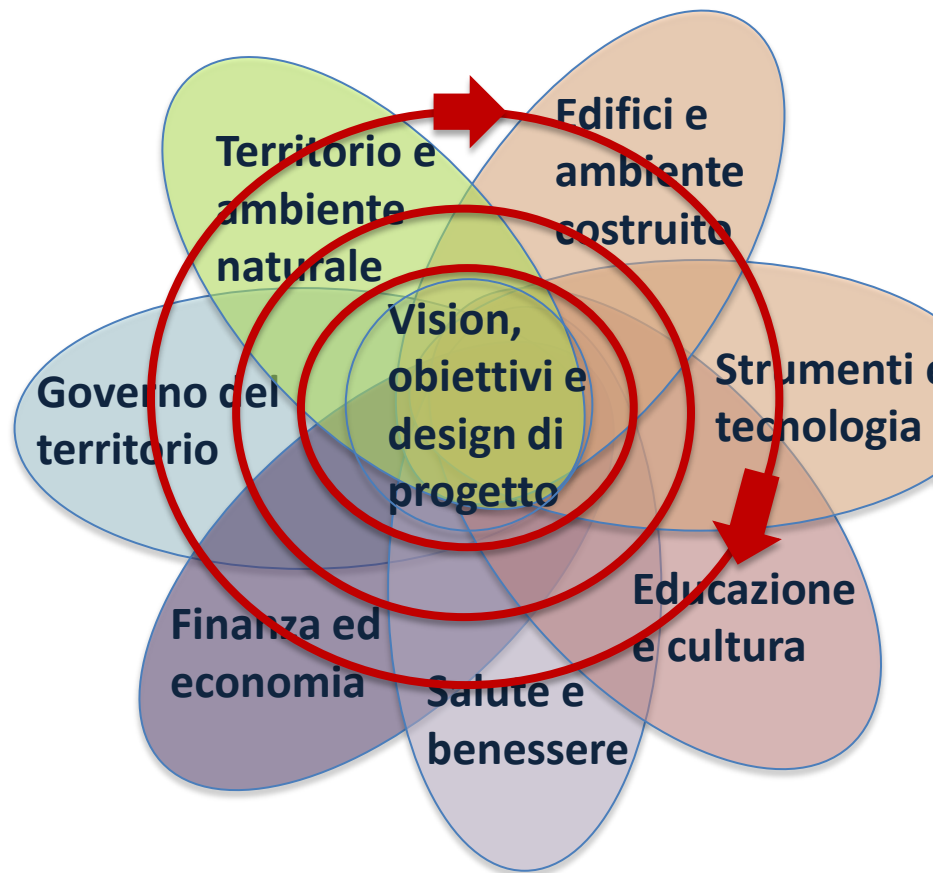 Territorio e
ambiente
naturale
Edifici e
ambiente
costruito
Vision,
obiettivi e
design di
progetto
Governo del
territorio
Strumenti e
tecnologia
Educazione
e cultura
Finanza ed
economia
Salute e
benessere